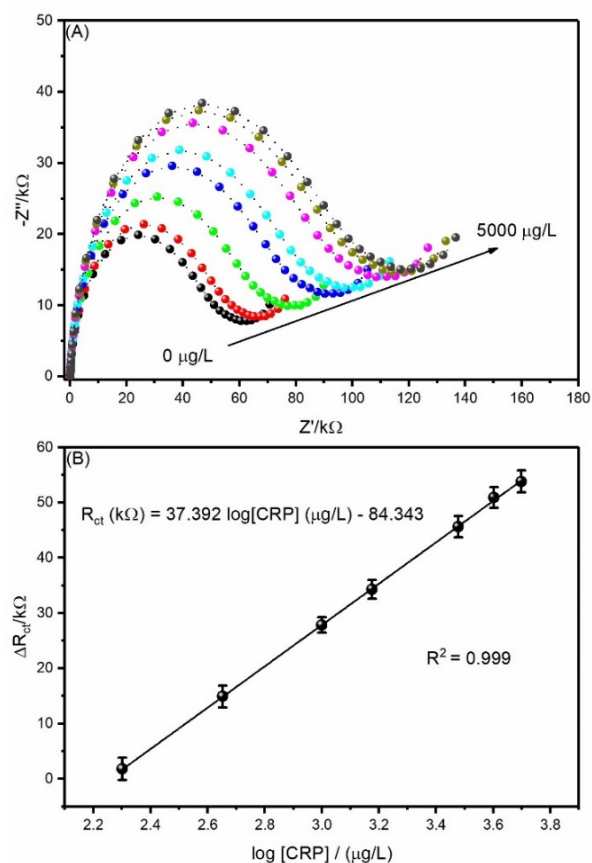 (A)
-Z''/kΩ
50
40
30
20
10
0
5000 µg/L
0 µg/L
0 20 40 60 80 100 120 140 160 180
Z'/kΩ
(B)
ΔRct/kΩ
60
50
40
30
20
10
0
Rct (kΩ) = 37.392 log[CRP] (µg/L) - 84.343
R² = 0.999
2.2 2.4 2.6 2.8 3.0 3.2 3.4 3.6 3.8
log [CRP] / (µg/L)